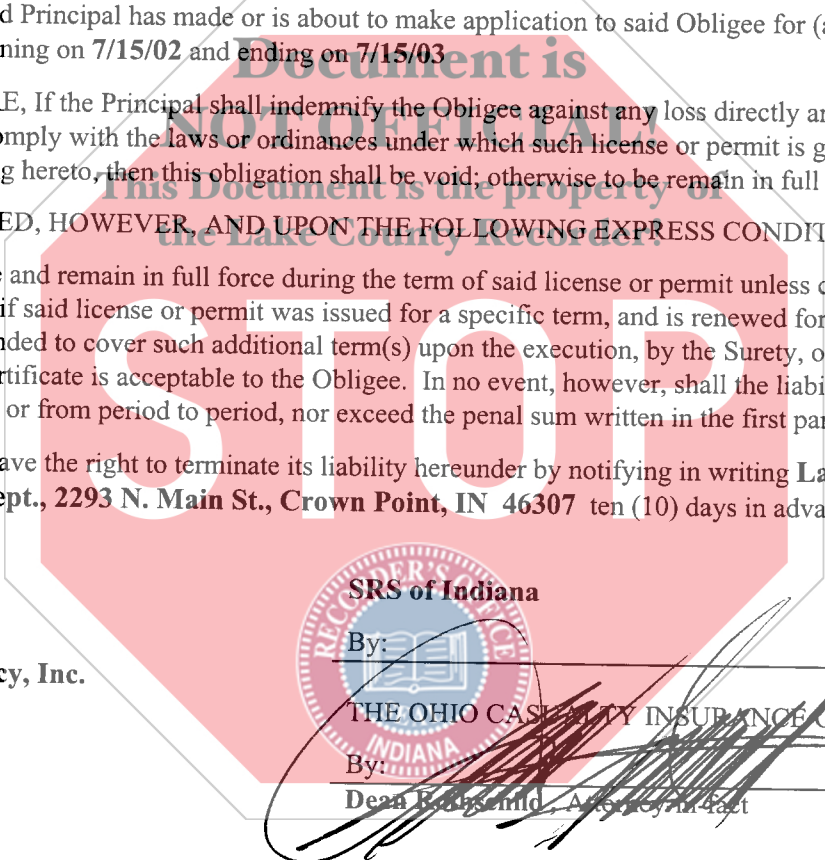 d Principal has made or is about to make application to said Obligee for (a
ning on 7/15/02 and ending on 7/15/03
Document is
E, If the Principal shall indemnify the Obligee against any loss directly ar
NOT OFFICIAL!
omply with the laws or ordinances under which such license or permit is g
g hereto, then this obligation shall be void; otherwise to be remain in full
This Document is the property of
ED, HOWEVER, AND UPON THE FOLLOWING EXPRESS CONDIT
the Lake County Recorder!
e and remain in full force during the term of said license or permit unless c
if said license or permit was issued for a specific term, and is renewed for
nded to cover such additional term(s) upon the execution, by the Surety, o
rtificate is acceptable to the Obligee. In no event, however, shall the liabi
or from period to period, nor exceed the penal sum written in the first par
STOP
ave the right to terminate its liability hereunder by notifying in writing La
ept., 2293 N. Main St., Crown Point, IN 46307 ten (10) days in adva
RECORDER'S OFFICE
SRS of Indiana
By:
cy, Inc.
THE OHIO CASUALTY INSURANCE C
INDIANA
By:
Dean Rothschild, Attorney-in-fact